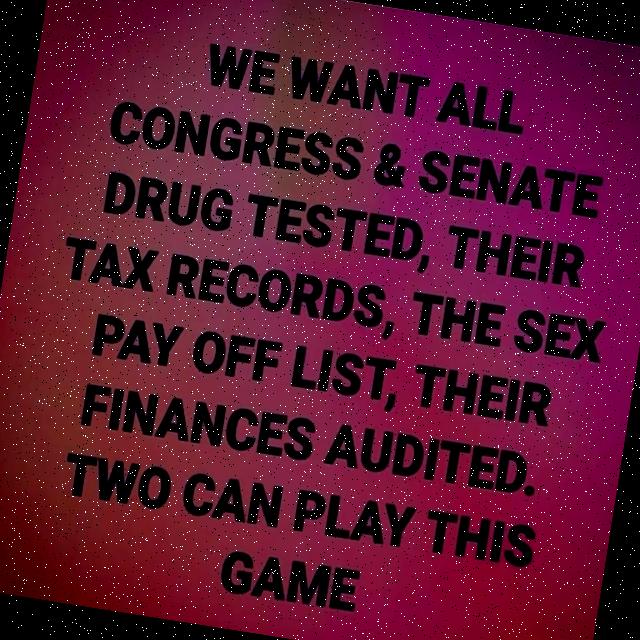 WE WANT ALL
CONGRESS & SENATE
DRUG TESTED, THEIR
TAX RECORDS, THE SEX
PAY OFF LIST, THEIR
FINANCES AUDITED.
TWO CAN PLAY THIS
GAME